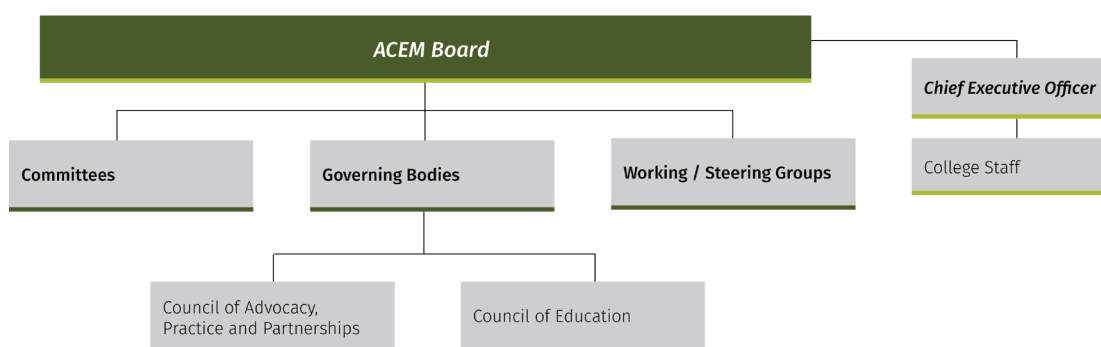 ACEM Board
Chief Executive Officer
Committees
Governing Bodies
Working / Steering Groups
College Staff
Council of Advocacy,
Practice and Partnerships
Council of Education